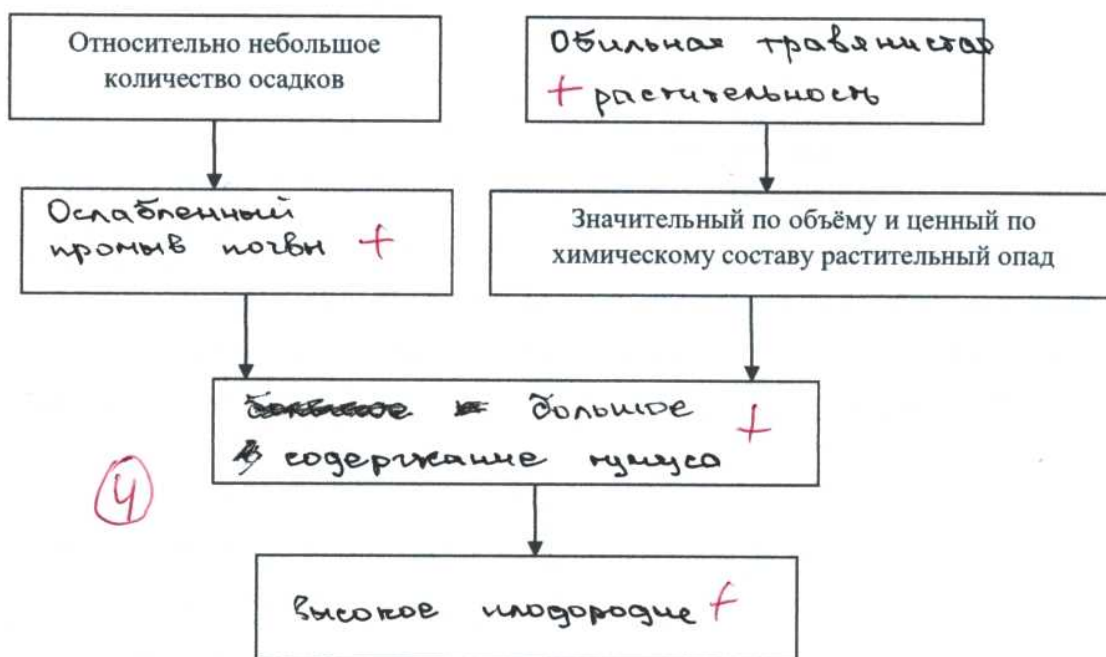 Относительно небольшое
количество осадков
Обильная травянистая
+ растительность
Ослабленный
промыв почвы +
Значительный по объёму и ценный по
химическому составу растительный опад
большое +
содержание гумуса
4
высокое плодородие +